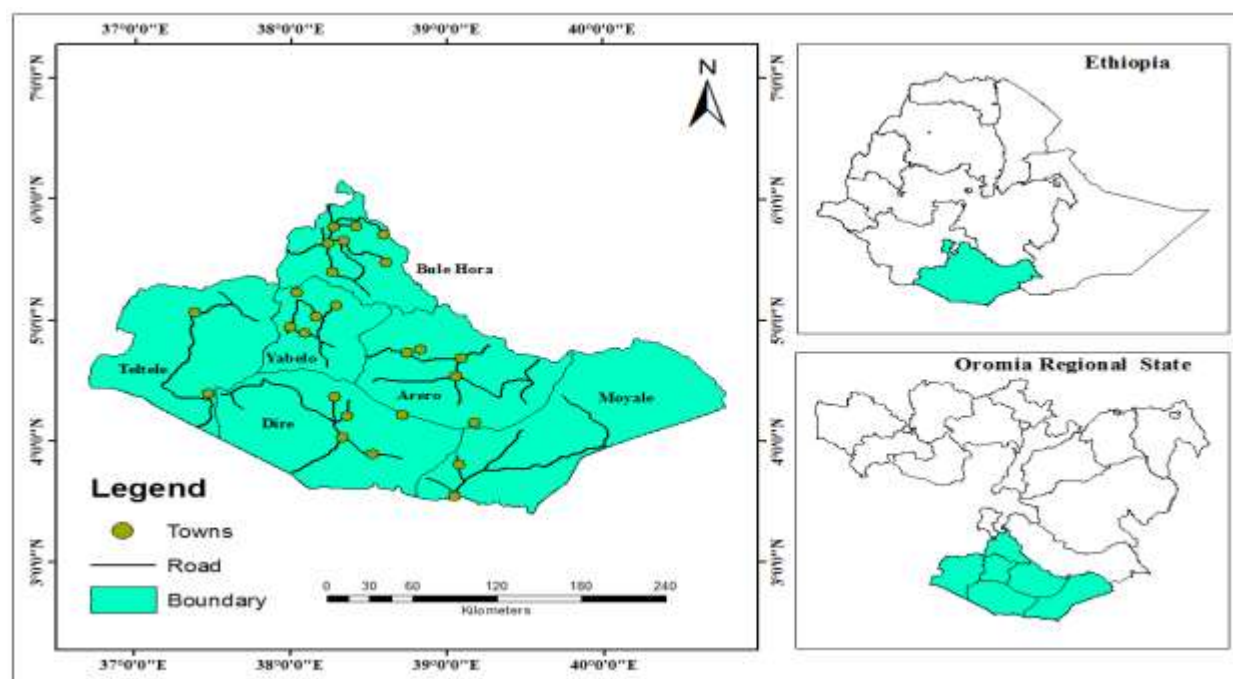 37°0'0"E 38°0'0"E 39°0'0"E 40°0'0"E
7°0'0"N
6°0'0"N
5°0'0"N
4°0'0"N
3°0'0"N
N
Bule Hora
Teltele
Yabelo
Arero
Moyale
Dire
Legend
Towns
Road
Boundary
0 30 60 120 180 240
Kilometers
37°0'0"E 38°0'0"E 39°0'0"E 40°0'0"E
7°0'0"N
6°0'0"N
5°0'0"N
4°0'0"N
3°0'0"N
Ethiopia
Oromia Regional State